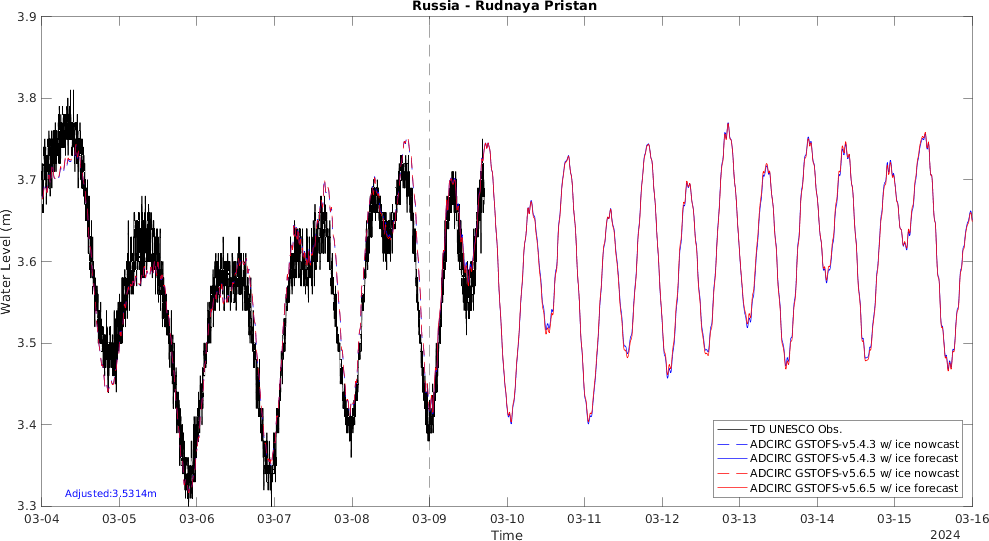 Russia - Rudnaya Pristan
Water Level (m)
3.9
3.8
3.7
3.6
3.5
3.4
3.3
Adjusted:3.5314m
TD UNESCO Obs.
ADCIRC GSTOFS-v5.4.3 w/ ice nowcast
ADCIRC GSTOFS-v5.4.3 w/ ice forecast
ADCIRC GSTOFS-v5.6.5 w/ ice nowcast
ADCIRC GSTOFS-v5.6.5 w/ ice forecast
03-04 03-05 03-06 03-07 03-08 03-09 03-10 03-11 03-12 03-13 03-14 03-15 03-16
Time
2024